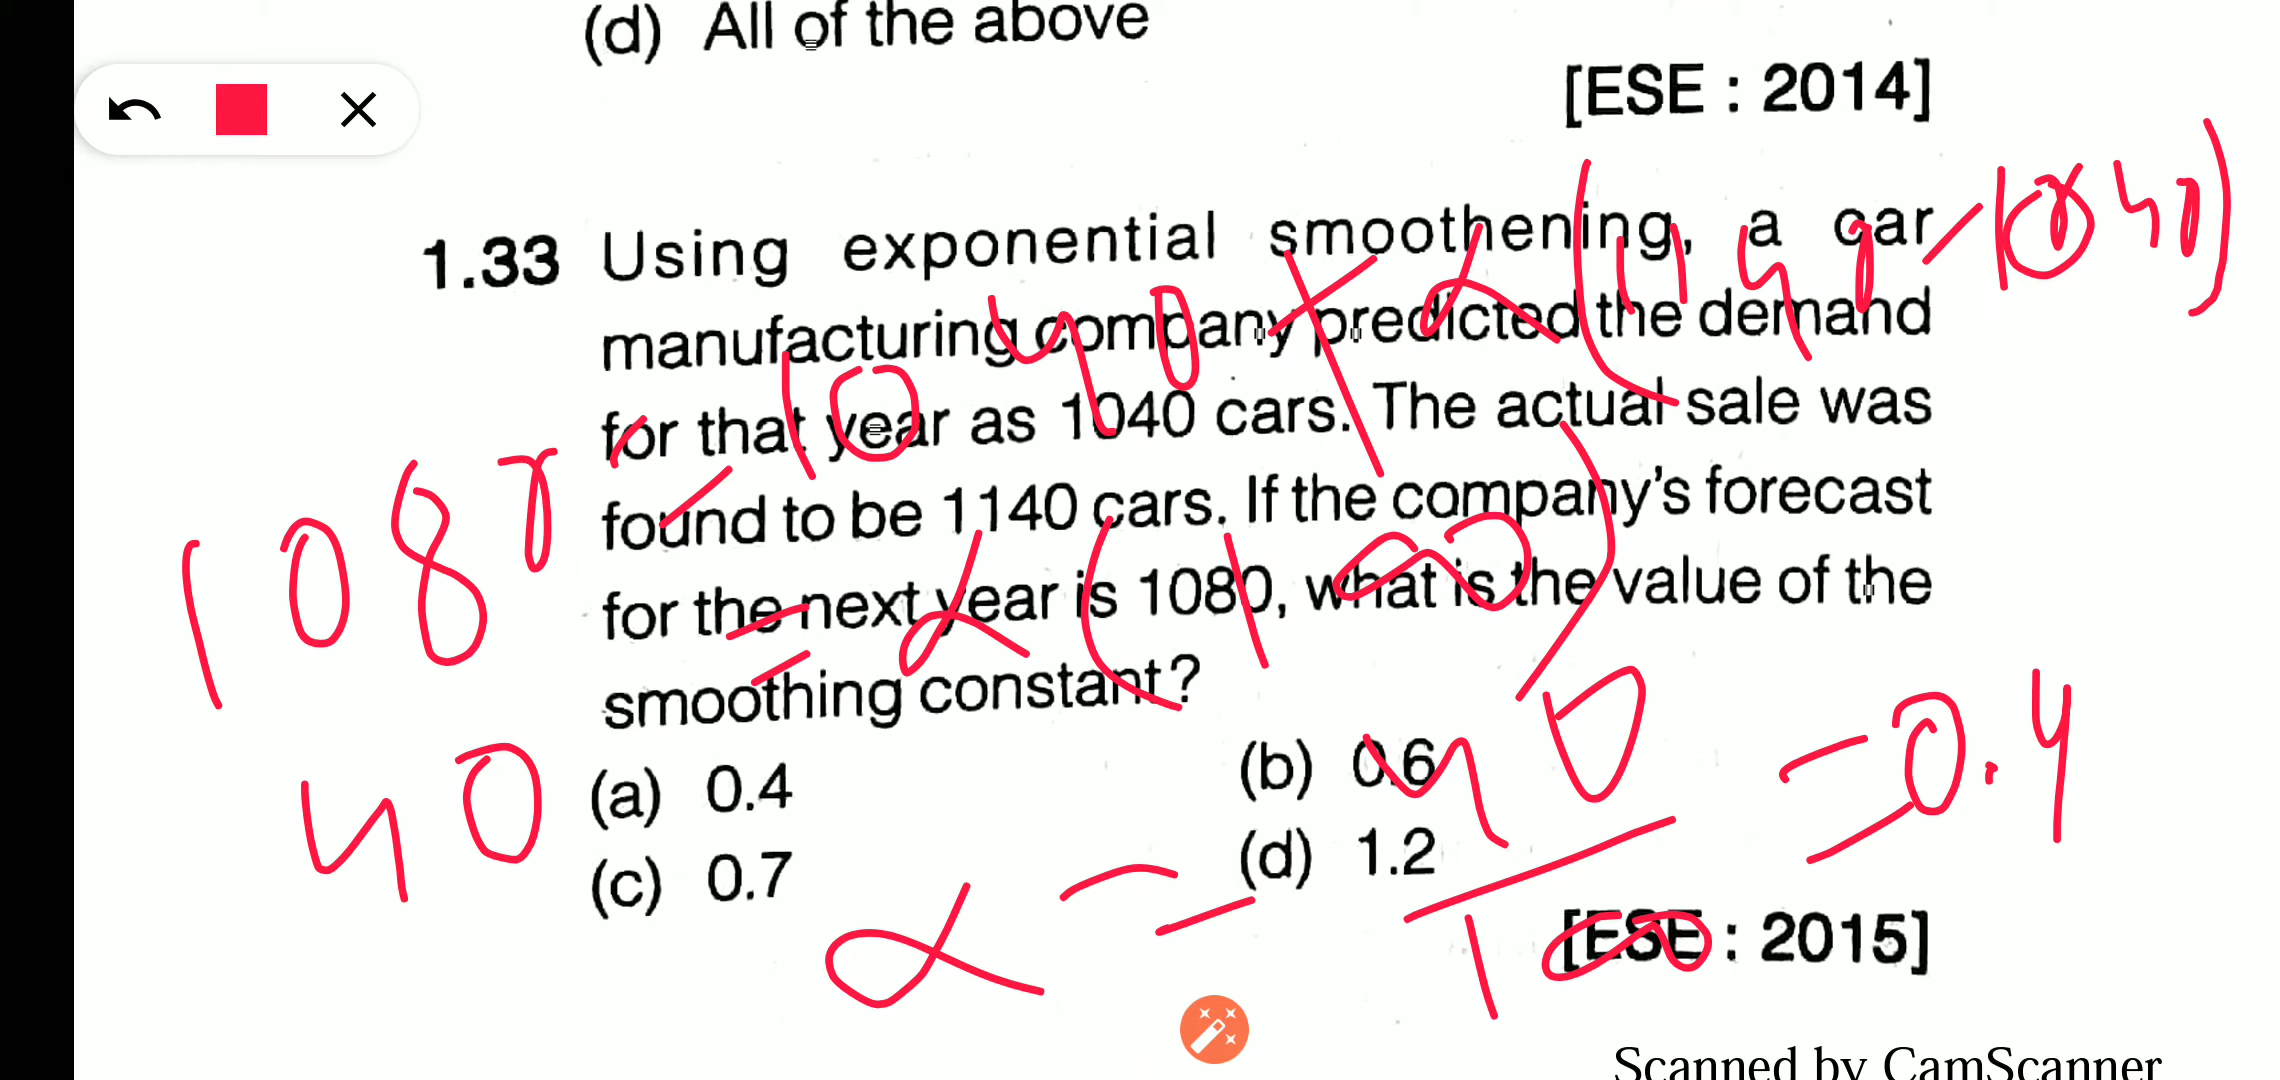 (d) All of the above
[ESE : 2014]
1.33 Using exponential smoothening, a car
manufacturing company predicted the demand
for that year as 1040 cars. The actual sale was
found to be 1140 cars. If the company's forecast
for the next year is 1080, what is the value of the
smoothing constant?
(a) 0.4 (b) 0.6
(c) 0.7 (d) 1.2
[ESE : 2015]
1080 = 1040 + α(1140 - 1040)
1080 - 1040 = α(100)
40
α = 40/100 = 0.4
Scanned by CamScanner